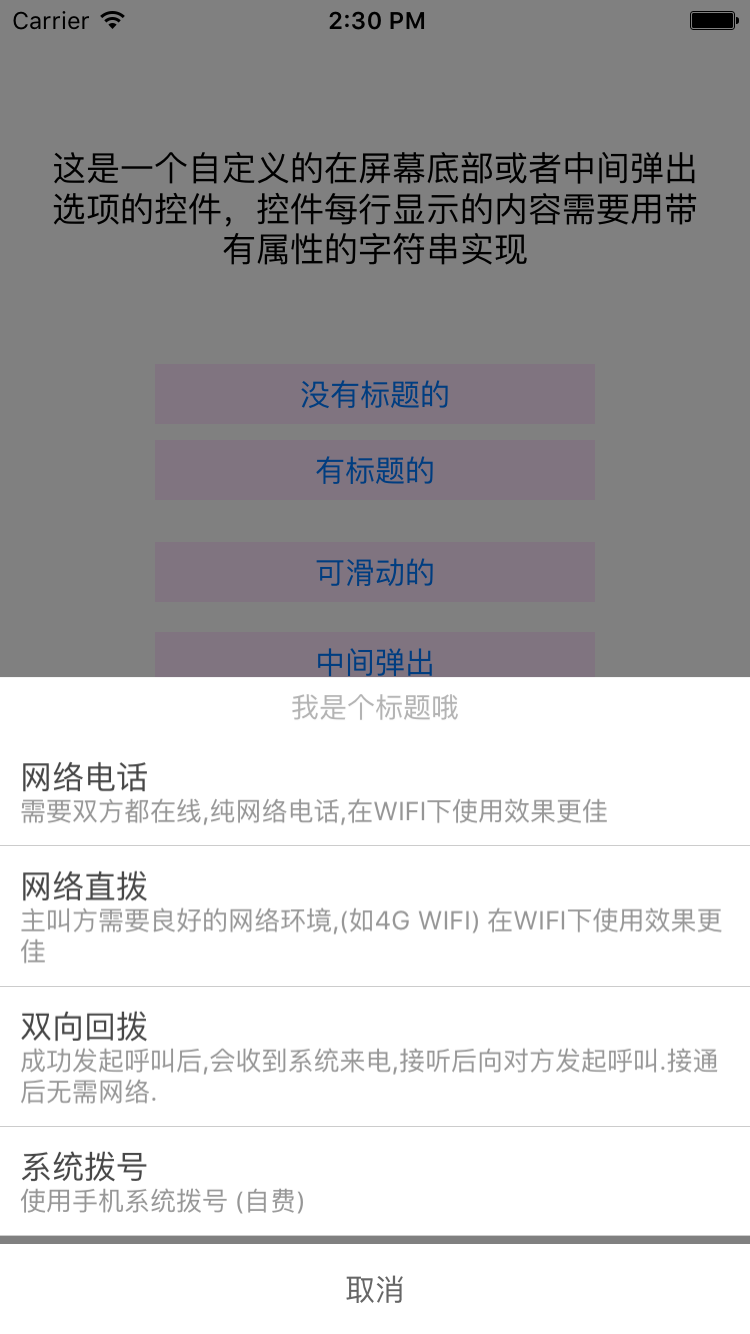 Carrier 2:30 PM
这是一个自定义的在屏幕底部或者中间弹出
选项的控件，控件每行显示的内容需要用带
有属性的字符串实现
没有标题的
有标题的
可滑动的
中间弹出
我是个标题哦
网络电话
需要双方都在线,纯网络电话,在WIFI下使用效果更佳
网络直拨
主叫方需要良好的网络环境,(如4G WIFI) 在WIFI下使用效果更
佳
双向回拨
成功发起呼叫后,会收到系统来电,接听后向对方发起呼叫.接通
后无需网络.
系统拨号
使用手机系统拨号 (自费)
取消